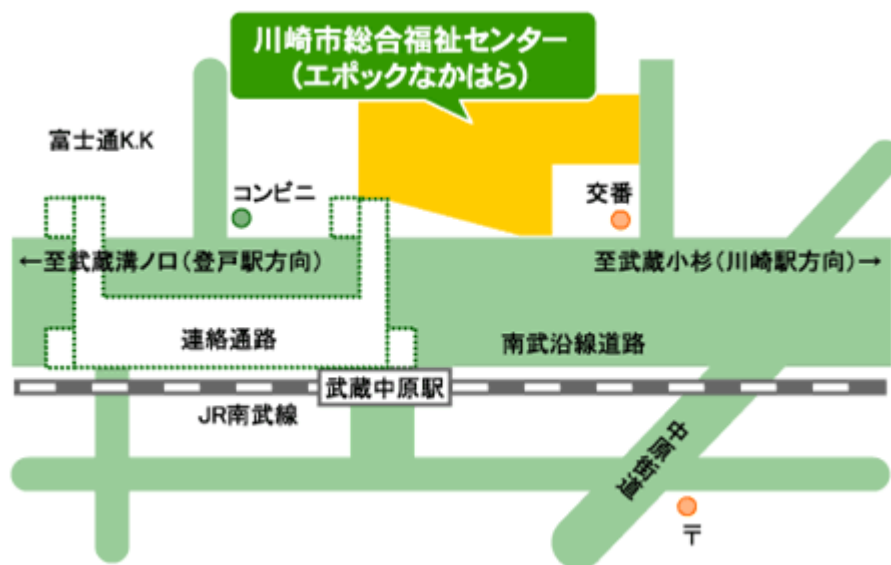 川崎市総合福祉センター
(エポックなかはら)
富士通K.K
コンビニ
交番
←至武蔵溝ノ口(登戸駅方向)
至武蔵小杉(川崎駅方向)→
連絡通路
南武沿線道路
武蔵中原駅
JR南武線
中原街道
〒